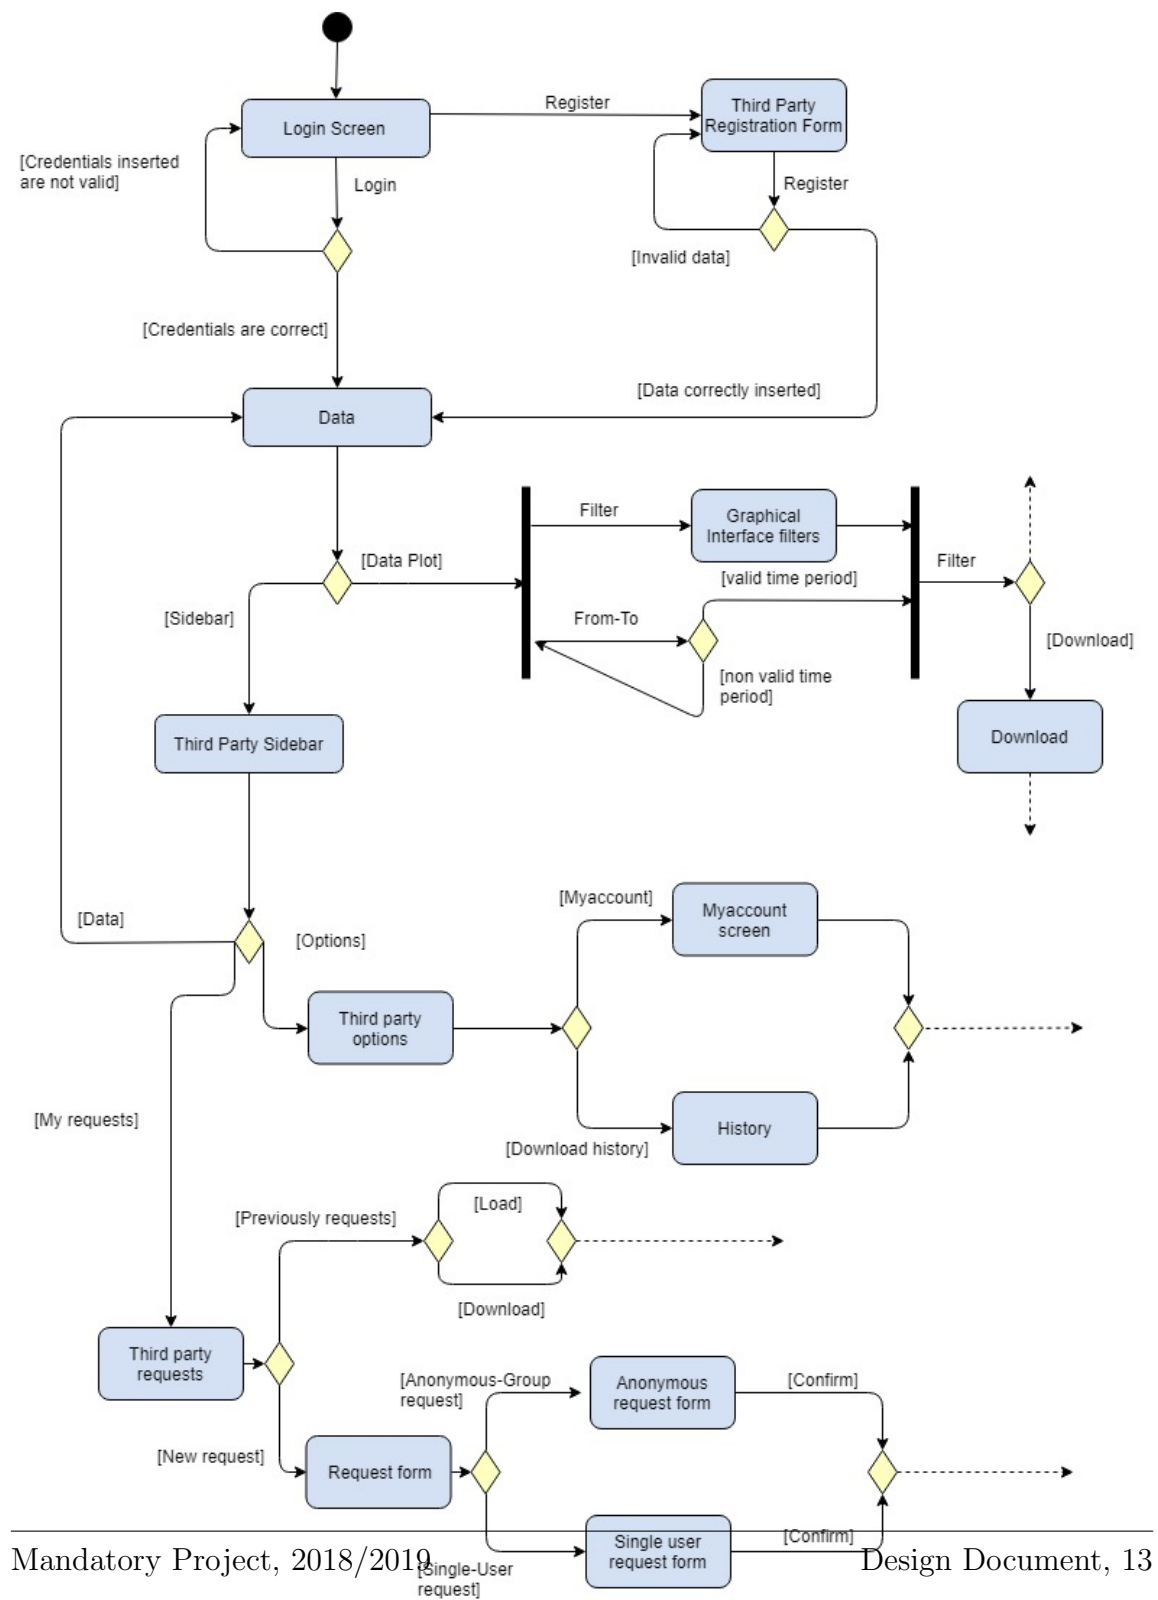 Register
Third Party
Registration Form
Login Screen
[Credentials inserted
are not valid]
Login
Register
[Invalid data]
[Credentials are correct]
[Data correctly inserted]
Data
Filter
Graphical
Interface filters
[Data Plot]
[valid time period]
Filter
[Sidebar]
From-To
[Download]
[non valid time
period]
Third Party Sidebar
Download
[Myaccount]
Myaccount
screen
[Data]
[Options]
Third party
options
[My requests]
History
[Download history]
[Load]
[Previously requests]
[Download]
Third party
requests
[Anonymous-Group
request]
Anonymous
request form
[Confirm]
[New request]
Request form
Single user
request form
[Confirm]
[Single-User
request]
Mandatory Project, 2018/2019
Design Document, 13